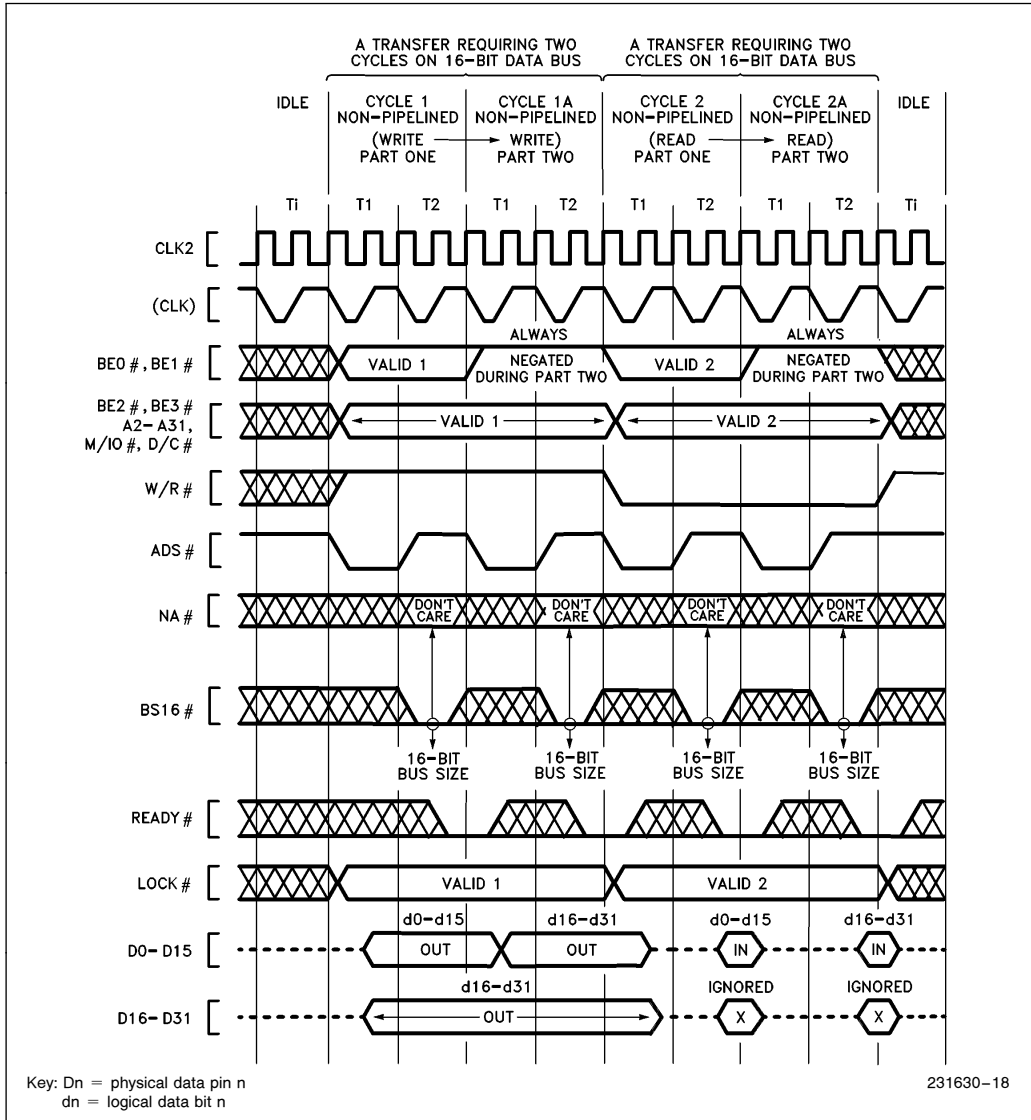 A TRANSFER REQUIRING TWO
CYCLES ON 16-BIT DATA BUS
A TRANSFER REQUIRING TWO
CYCLES ON 16-BIT DATA BUS
IDLE
CYCLE 1
NON-PIPELINED
(WRITE
PART ONE
CYCLE 1A
NON-PIPELINED
WRITE)
PART TWO
CYCLE 2
NON-PIPELINED
(READ
PART ONE
CYCLE 2A
NON-PIPELINED
READ)
PART TWO
IDLE
Ti T1 T2 T1 T2 T1 T2 T1 T2 Ti
CLK2
(CLK)
ALWAYS ALWAYS
BE0#, BE1#
VALID 1
NEGATED
DURING PART TWO
VALID 2
NEGATED
DURING PART TWO
BE2#, BE3#
A2-A31,
M/IO#, D/C#
VALID 1 VALID 2
W/R#
ADS#
NA#
DON'T
CARE
DON'T
CARE
DON'T
CARE
DON'T
CARE
BS16#
16-BIT
BUS SIZE
16-BIT
BUS SIZE
16-BIT
BUS SIZE
16-BIT
BUS SIZE
READY#
LOCK# VALID 1 VALID 2
d0-d15 d16-d31 d0-d15 d16-d31
D0-D15 OUT OUT IN IN
d16-d31 IGNORED IGNORED
D16-D31 OUT X X
Key: Dn = physical data pin n
dn = logical data bit n
231630-18